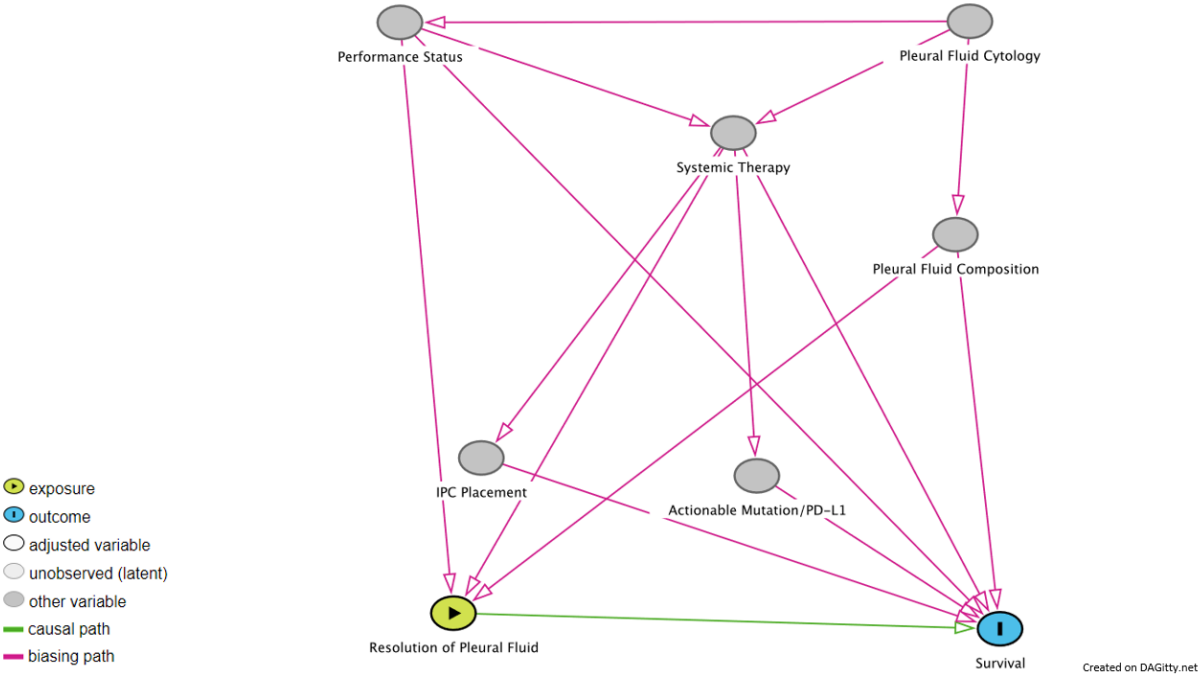 Performance Status
Pleural Fluid Cytology
Systemic Therapy
Pleural Fluid Composition
IPC Placement
Actionable Mutation/PD-L1
Resolution of Pleural Fluid
Survival
exposure
outcome
adjusted variable
unobserved (latent)
other variable
causal path
biasing path
Created on DAGitty.net